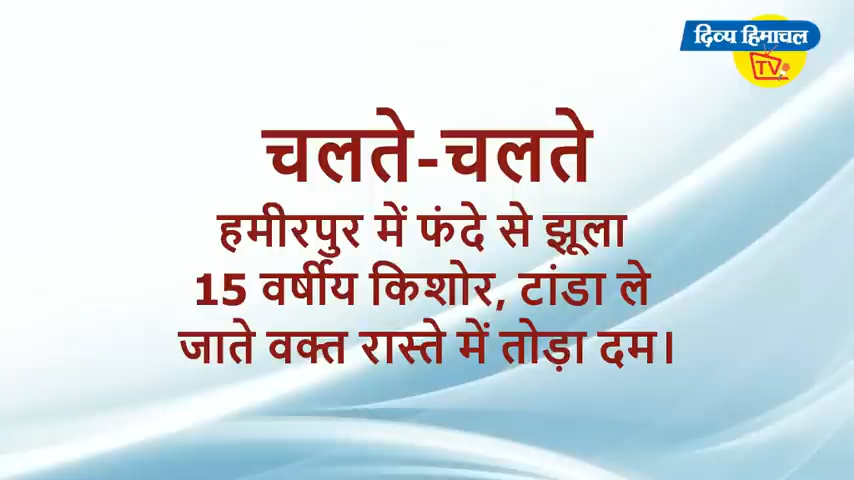 दिव्य हिमाचल
TV
चलते-चलते
हमीरपुर में फंदे से झूला
15 वर्षीय किशोर, टांडा ले
जाते वक्त रास्ते में तोड़ा दम।